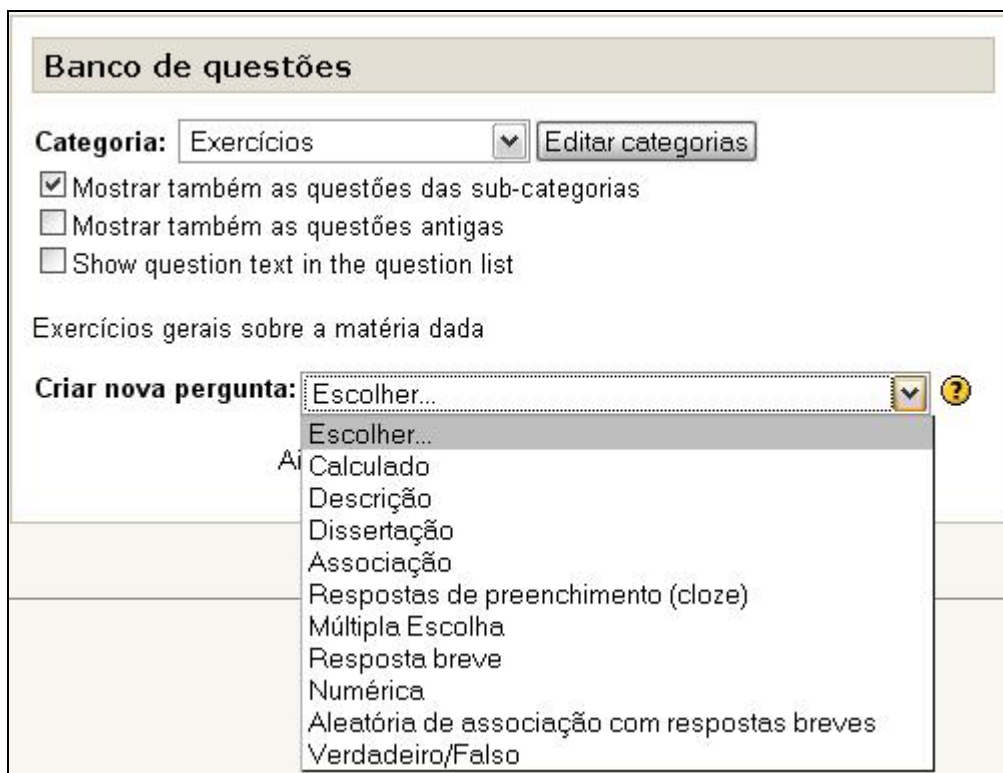 Banco de questões
Categoria: Exercícios Editar categorias
Mostrar também as questões das sub-categorias
Mostrar também as questões antigas
Show question text in the question list
Exercícios gerais sobre a matéria dada
Criar nova pergunta: Escolher... ?
Escolher...
Ai
Calculado
Descrição
Dissertação
Associação
Respostas de preenchimento (cloze)
Múltipla Escolha
Resposta breve
Numérica
Aleatória de associação com respostas breves
Verdadeiro/Falso